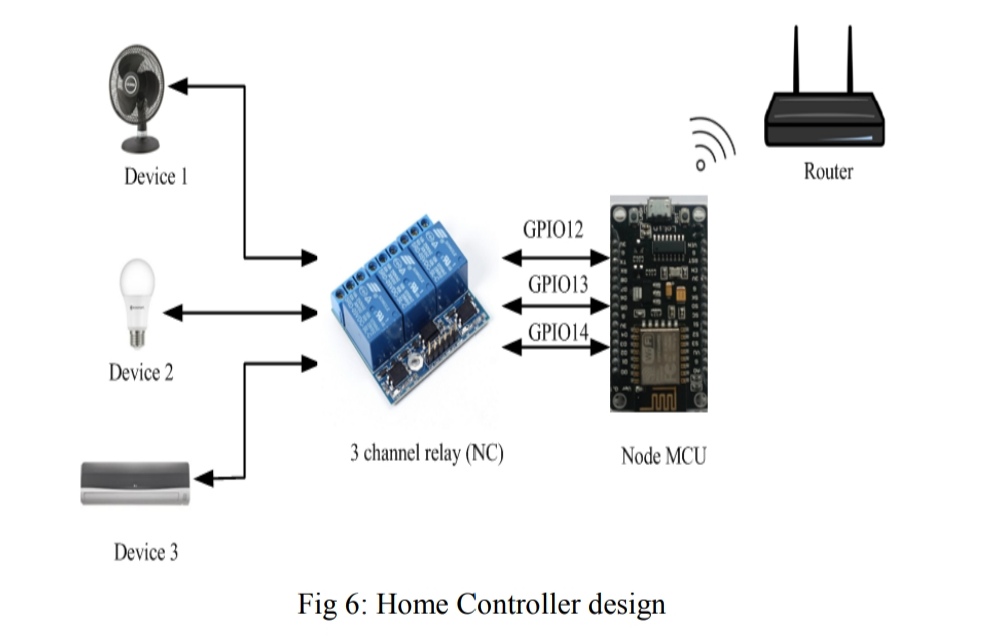 Device 1
Router
GPIO12
GPIO13
GPIO14
Device 2
3 channel relay (NC)
Node MCU
Device 3
Fig 6: Home Controller design